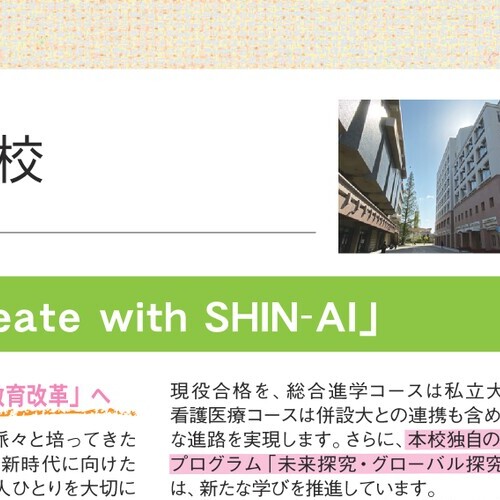 校
eate with SHIN-AI」
育改革」へ
脈々と培ってきた
新時代に向けた
人ひとりを大切に
現役合格を、総合進学コースは私立大
看護医療コースは併設大との連携も含め
な進路を実現します。さらに、本校独自の
プログラム「未来探究・グローバル探究
は、新たな学びを推進しています。